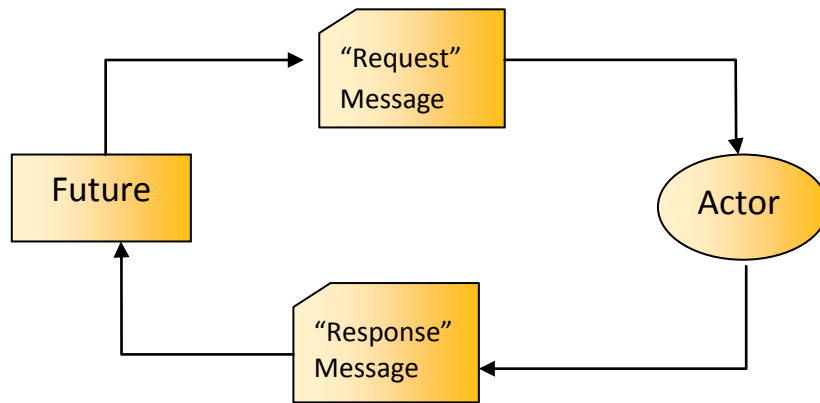 “Request”
Message
Future
Actor
“Response”
Message